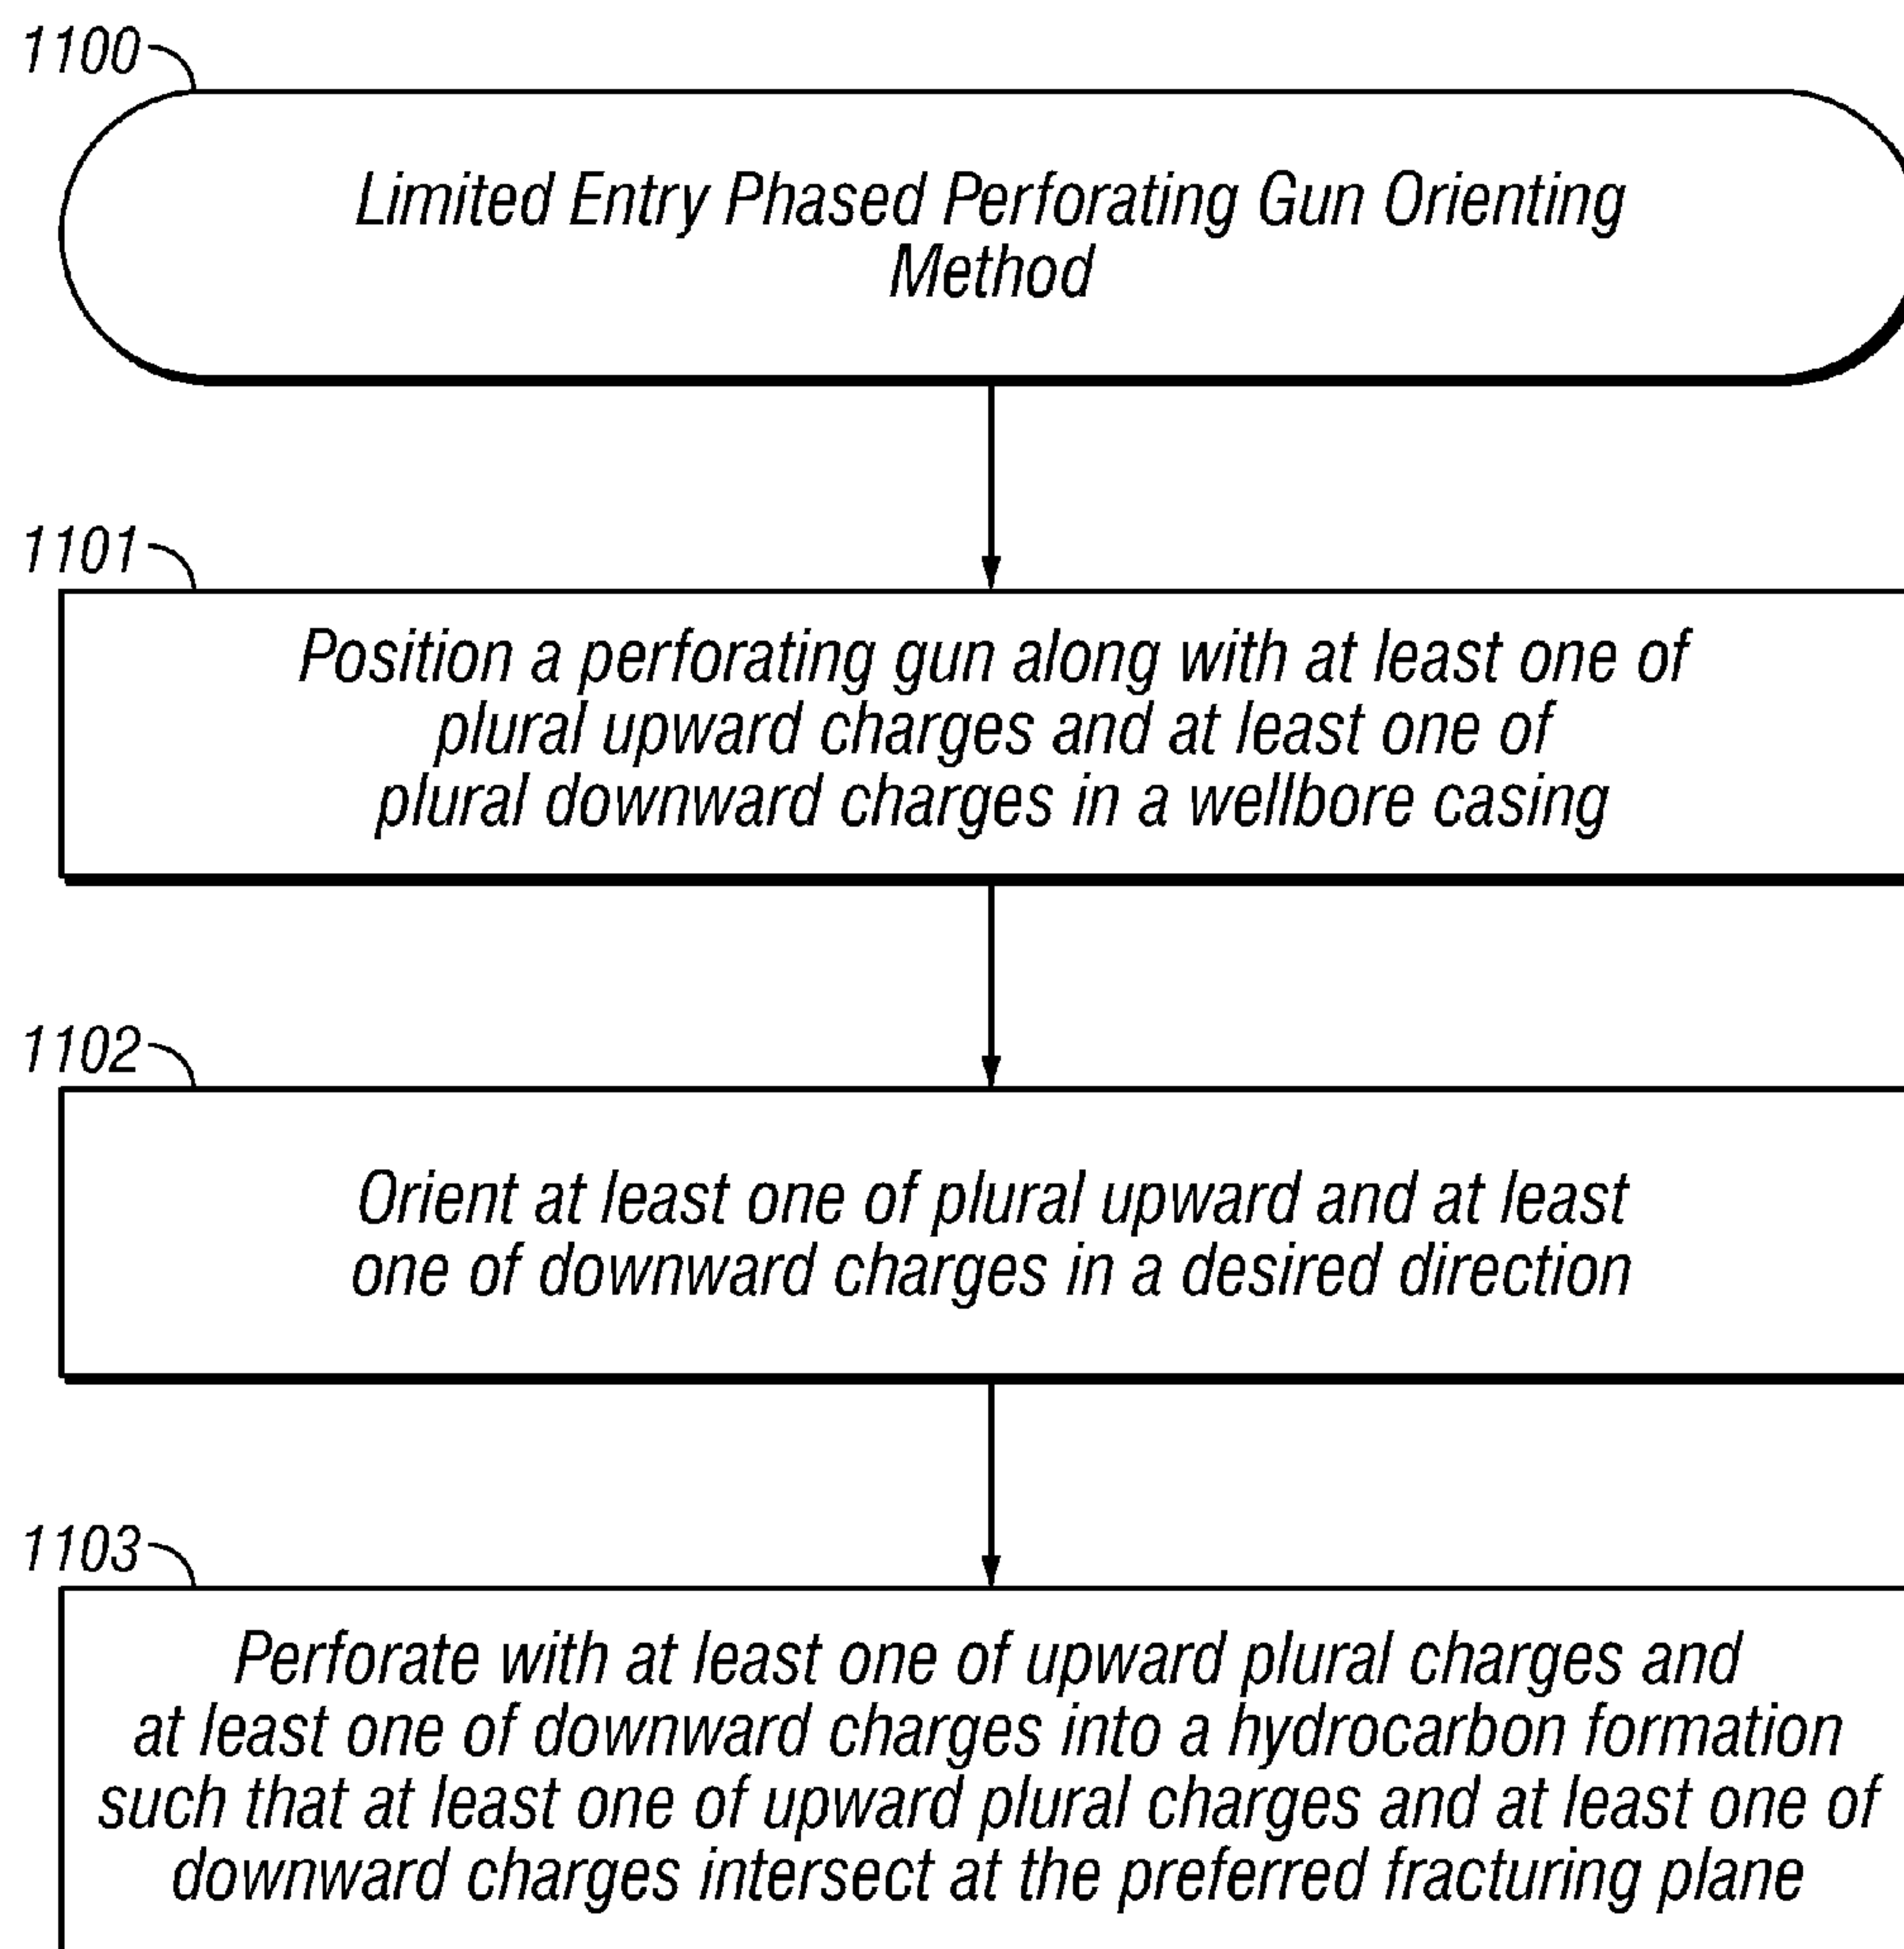 1100
Limited Entry Phased Perforating Gun Orienting
Method
1101
Position a perforating gun along with at least one of
plural upward charges and at least one of
plural downward charges in a wellbore casing
1102
Orient at least one of plural upward and at least
one of downward charges in a desired direction
1103
Perforate with at least one of upward plural charges and
at least one of downward charges into a hydrocarbon formation
such that at least one of upward plural charges and at least one of
downward charges intersect at the preferred fracturing plane